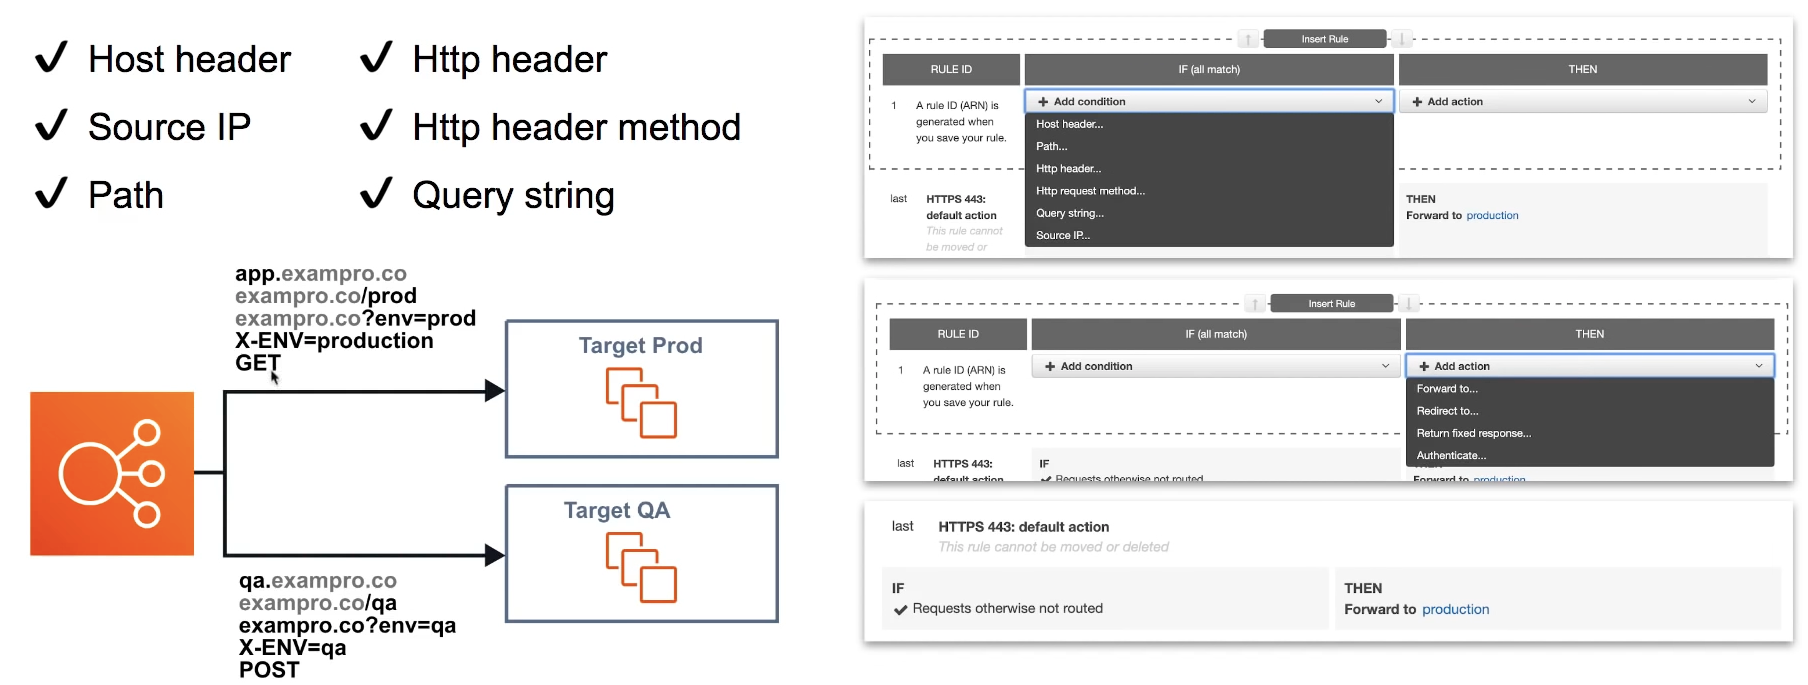 ✔ Host header
✔ Source IP
✔ Path
✔ Http header
✔ Http header method
✔ Query string
app.exampro.co
exampro.co/prod
exampro.co?env=prod
X-ENV=production
GET
Target Prod
Target QA
qa.exampro.co
exampro.co/qa
exampro.co?env=qa
X-ENV=qa
POST
Insert Rule
RULE ID
IF (all match)
THEN
1
A rule ID (ARN) is
generated when
you save your rule.
+ Add condition
Host header...
Path...
Http header...
Http request method...
Query string...
Source IP...
+ Add action
last
HTTPS 443:
default action
This rule cannot
be moved or
THEN
Forward to production
Insert Rule
RULE ID
IF (all match)
THEN
1
A rule ID (ARN) is
generated when
you save your rule.
+ Add condition
+ Add action
Forward to...
Redirect to...
Return fixed response...
Authenticate...
last
HTTPS 443:
default action
IF
✔ Requests otherwise not routed
THEN
Forward to production
last
HTTPS 443: default action
This rule cannot be moved or deleted
IF
✔ Requests otherwise not routed
THEN
Forward to production